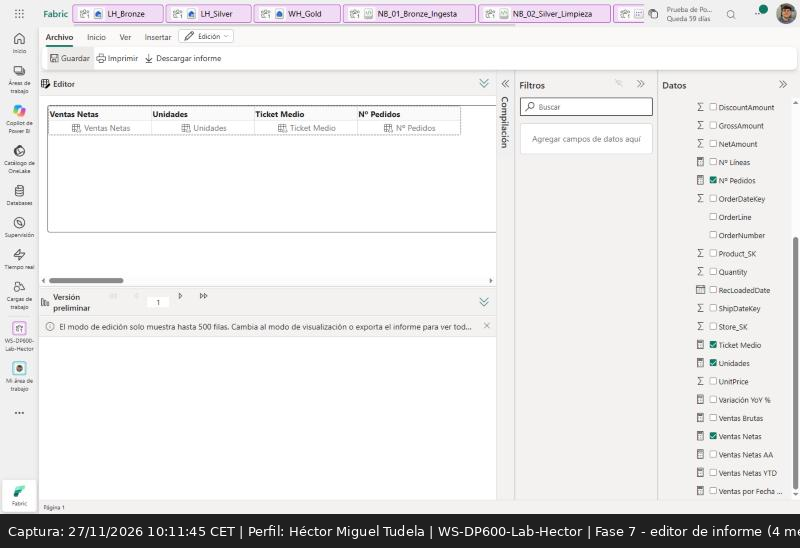 Fabric
LH_Bronze
LH_Silver
WH_Gold
NB_01_Bronze_Ingesta
NB_02_Silver_Limpieza
Prueba de Po...
Queda 59 días
Archivo
Inicio
Ver
Insertar
Edición
Guardar
Imprimir
Descargar informe
Inicio
Áreas de trabajo
Copilot de Power BI
Catálogo de OneLake
Databases
Supervisión
Tiempo real
Cargas de trabajo
WS-DP600-Lab-Hector
Mi área de trabajo
Fabric
Editor
Ventas Netas Unidades Ticket Medio Nº Pedidos
Ventas Netas Unidades Ticket Medio Nº Pedidos
Versión preliminar
1
El modo de edición solo muestra hasta 500 filas. Cambia al modo de visualización o exporta el informe para ver tod...
Página 1
Compilación
Filtros
Buscar
Agregar campos de datos aquí
Datos
DiscountAmount
GrossAmount
NetAmount
Nº Líneas
Nº Pedidos
OrderDateKey
OrderLine
OrderNumber
Product_SK
Quantity
RecLoadedDate
ShipDateKey
Store_SK
Ticket Medio
Unidades
UnitPrice
Variación YoY %
Ventas Brutas
Ventas Netas
Ventas Netas AA
Ventas Netas YTD
Ventas por Fecha ...
Captura: 27/11/2026 10:11:45 CET | Perfil: Héctor Miguel Tudela | WS-DP600-Lab-Hector | Fase 7 - editor de informe (4 me